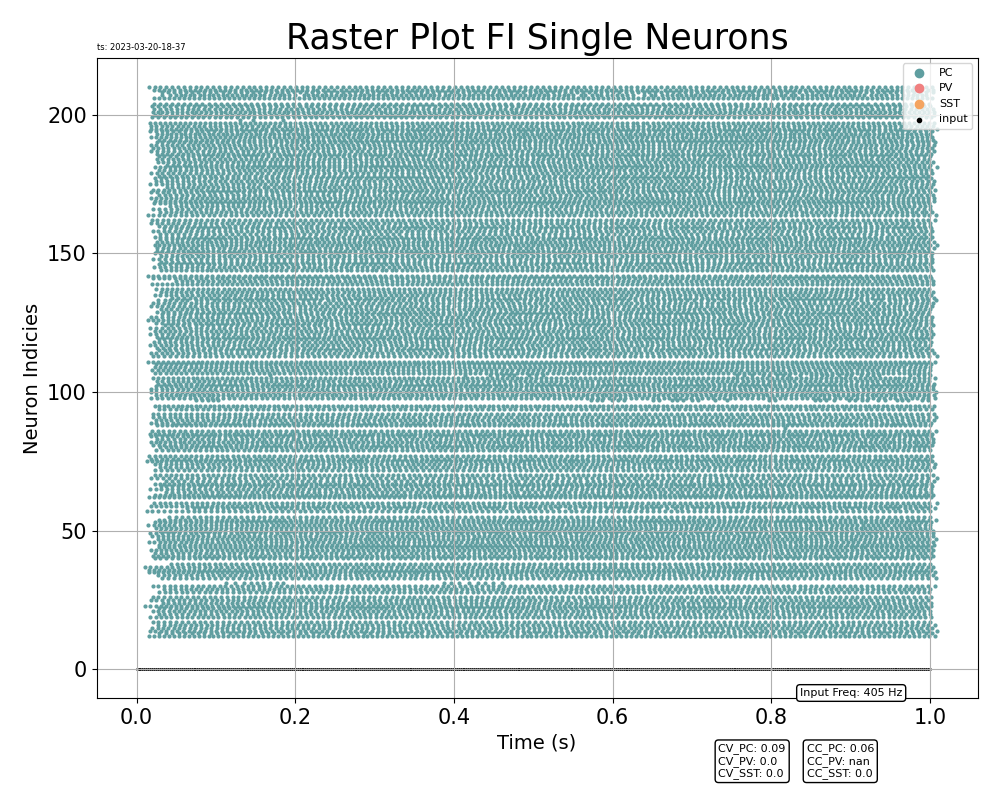 Raster Plot FI Single Neurons
ts: 2023-03-20-18-37
PC
PV
SST
input
200
150
100
50
0
Neuron Indicies
Input Freq: 405 Hz
0.0 0.2 0.4 0.6 0.8 1.0
Time (s)
CV_PC: 0.09
CV_PV: 0.0
CV_SST: 0.0
CC_PC: 0.06
CC_PV: nan
CC_SST: 0.0